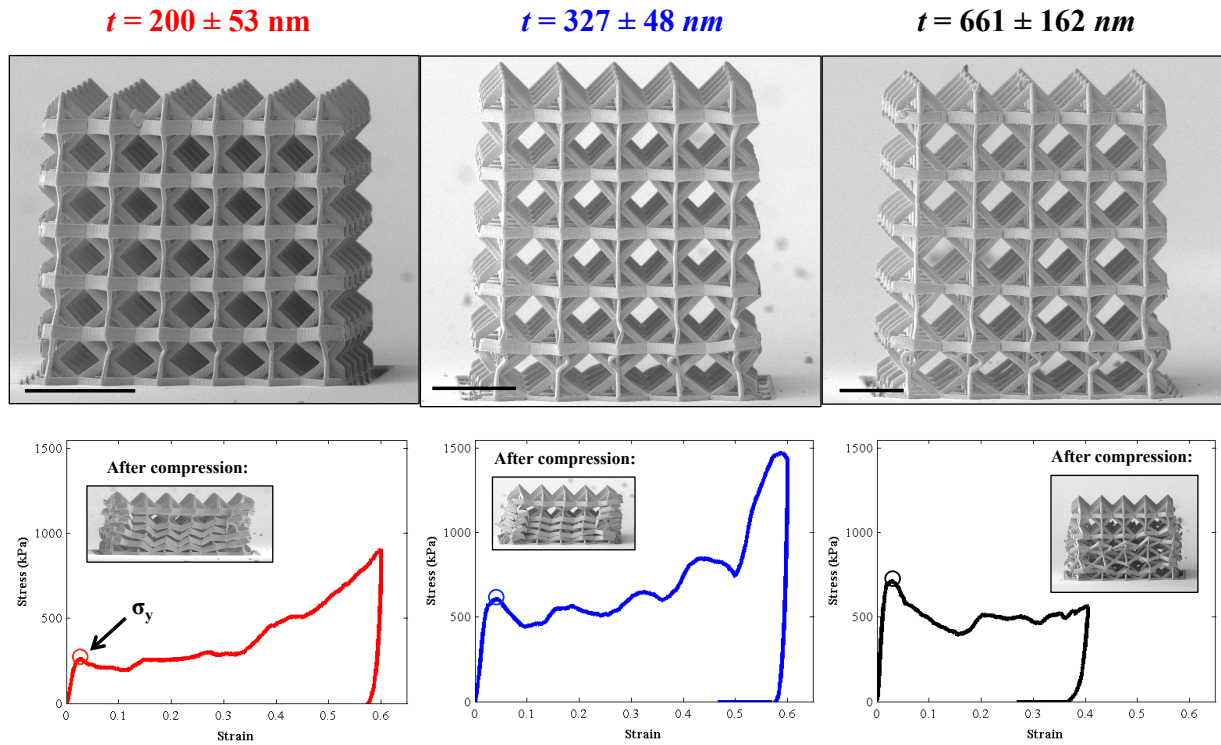 t = 200 ± 53 nm
t = 327 ± 48 nm
t = 661 ± 162 nm
1500
1000
500
0
Stress (kPa)
After compression:
σy
0 0.1 0.2 0.3 0.4 0.5 0.6
Strain
1500
1000
500
0
Stress (kPa)
After compression:
0 0.1 0.2 0.3 0.4 0.5 0.6
Strain
1500
1000
500
0
Stress (kPa)
After compression:
0 0.1 0.2 0.3 0.4 0.5 0.6
Strain